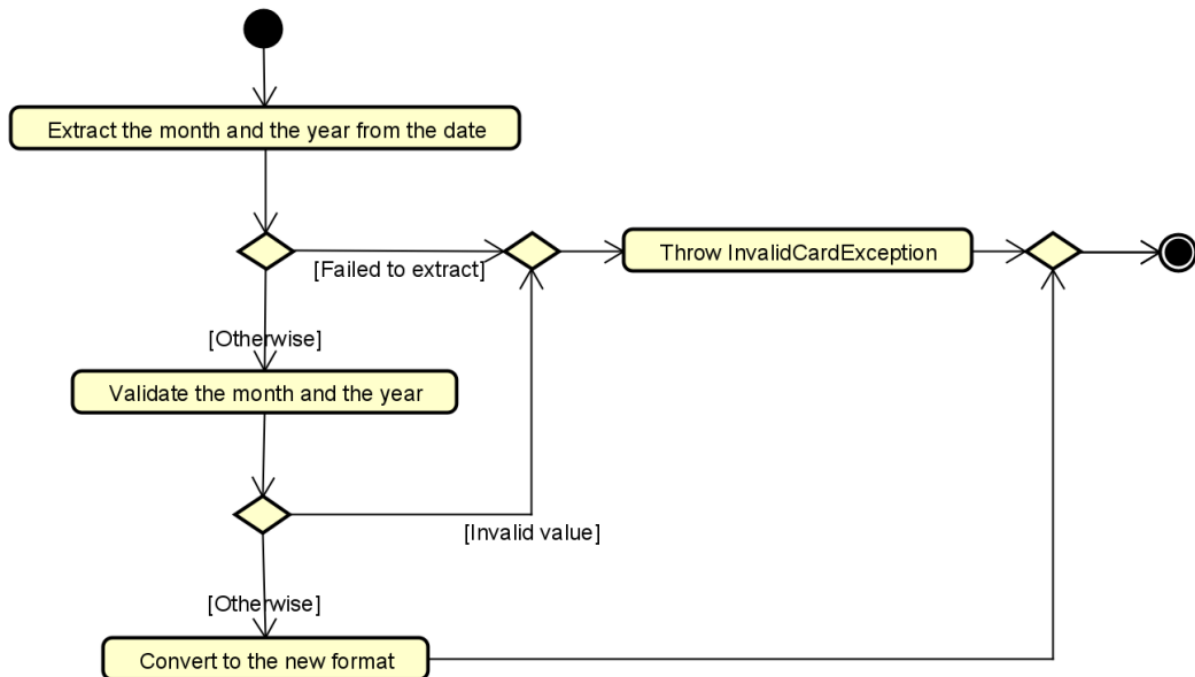 Extract the month and the year from the date
[Failed to extract]
Throw InvalidCardException
[Otherwise]
Validate the month and the year
[Invalid value]
[Otherwise]
Convert to the new format